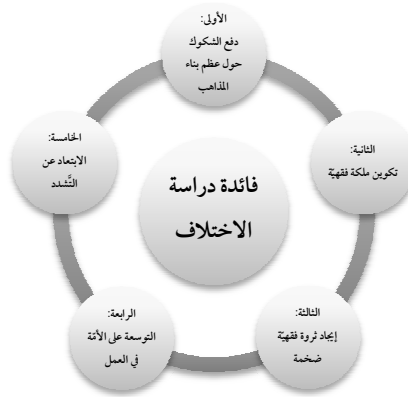 فائدة دراسة
الاختلاف
الأولى:
دفع الشكوك
حول عظم بناء
المذاهب
الثانية:
تكوين ملكة فقهيّة
الثالثة:
إيجاد ثروة فقهيّة
ضخمة
الرابعة:
التوسعة على الأمّة
في العمل
الخامسة:
الابتعاد عن
التَّشدد